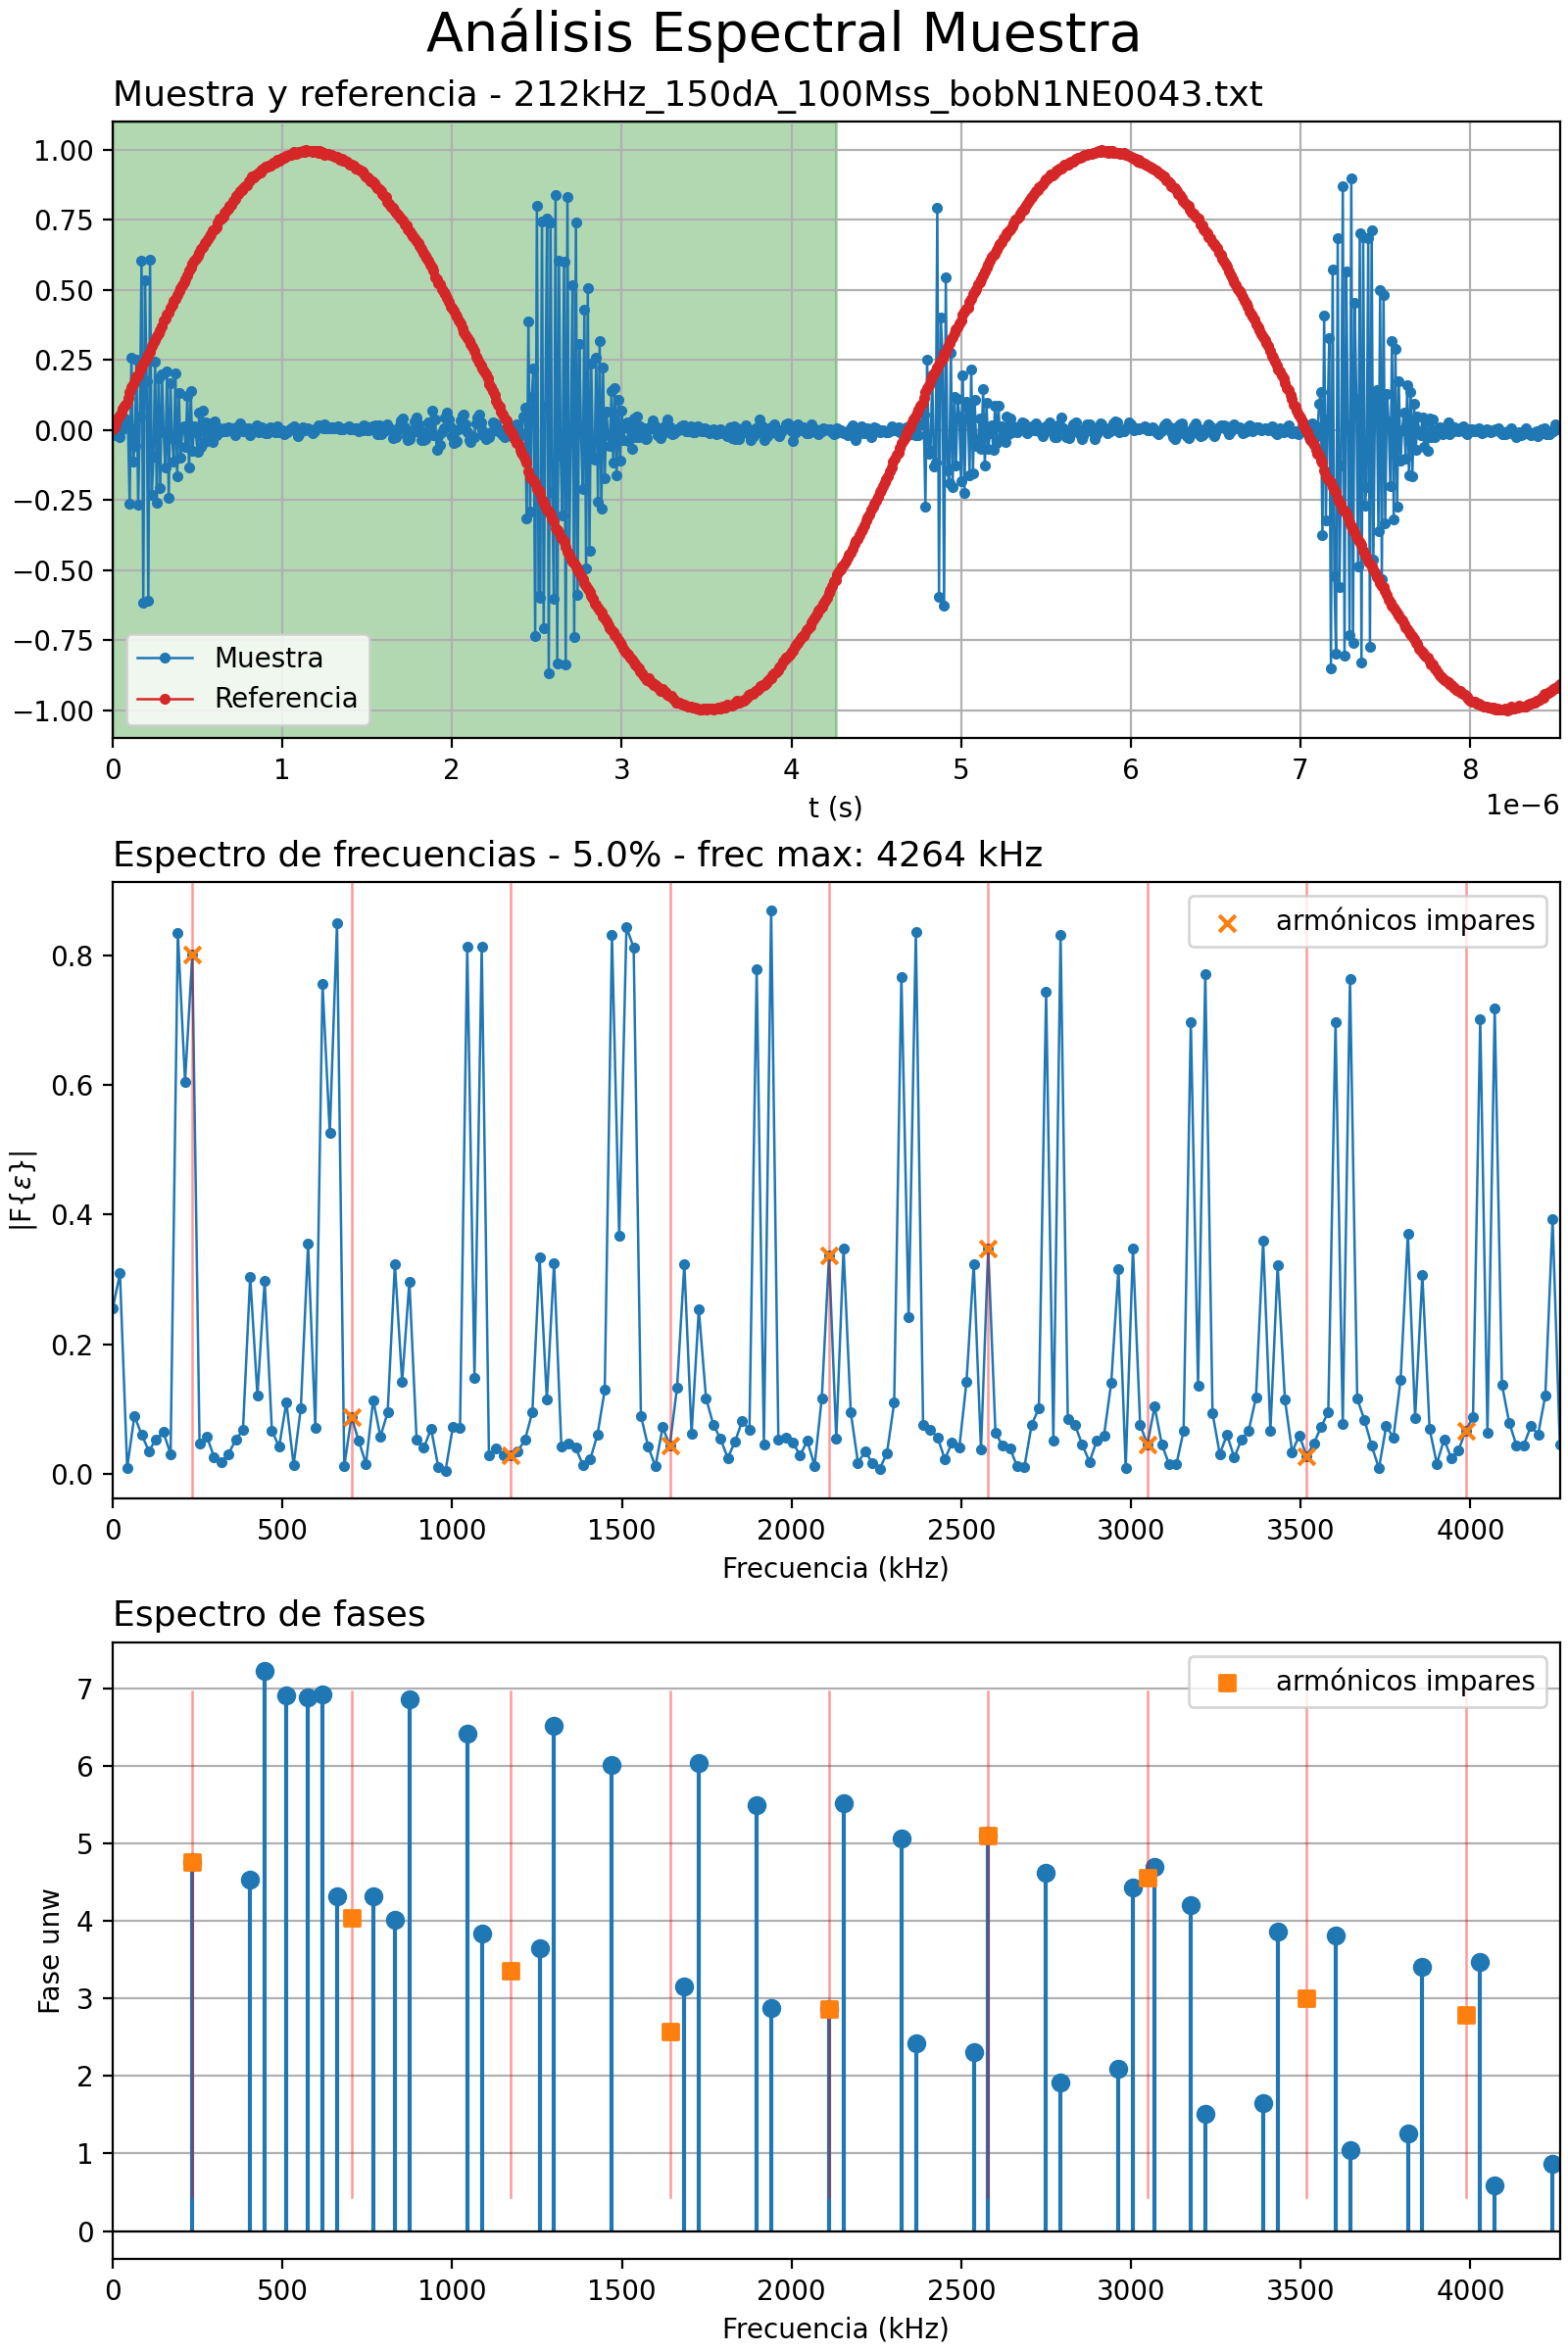 Análisis Espectral Muestra
Muestra y referencia - 212kHz_150dA_100Mss_bobN1NE0043.txt
1.00
0.75
0.50
0.25
0.00
−0.25
−0.50
−0.75
−1.00
Muestra
Referencia
0 1 2 3 4 5 6 7 8
t (s)
1e−6
Espectro de frecuencias - 5.0% - frec max: 4264 kHz
armónicos impares
0.8
0.6
0.4
0.2
0.0
|F{ε}|
0 500 1000 1500 2000 2500 3000 3500 4000
Frecuencia (kHz)
Espectro de fases
armónicos impares
7
6
5
4
3
2
1
0
Fase unw
0 500 1000 1500 2000 2500 3000 3500 4000
Frecuencia (kHz)